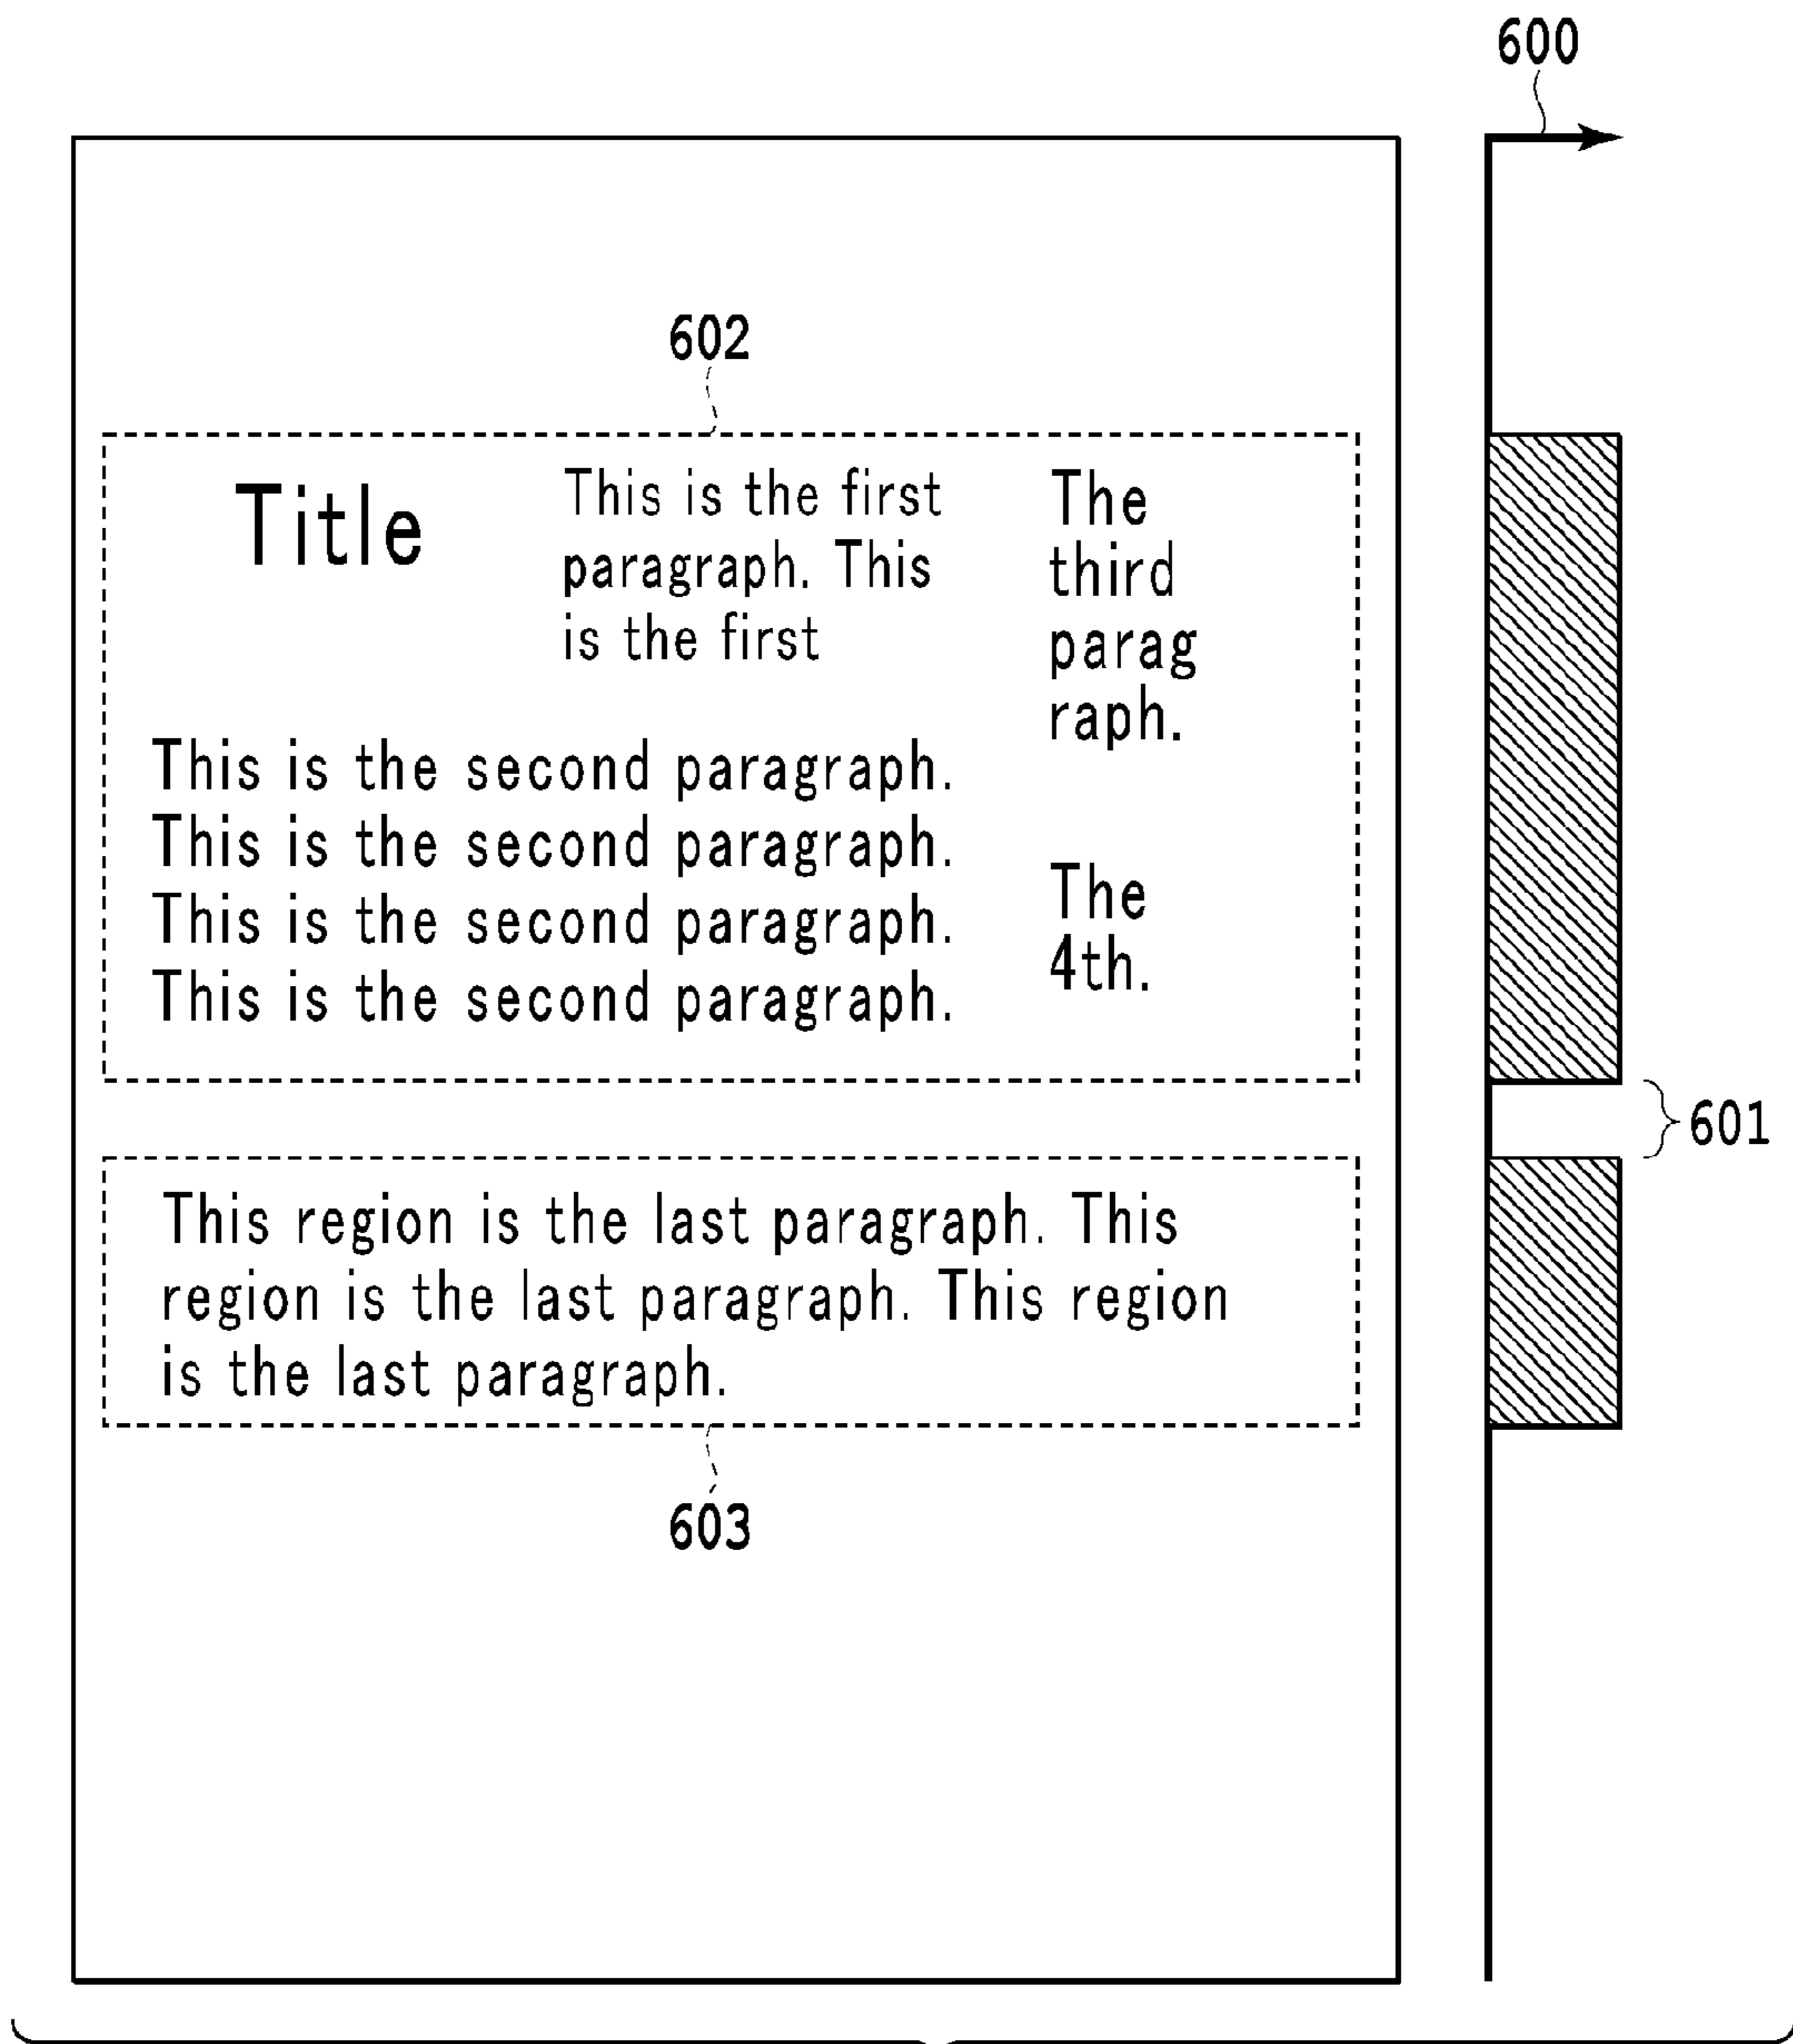 600
602
Title
This is the first
paragraph. This
is the first
This is the second paragraph.
This is the second paragraph.
This is the second paragraph.
This is the second paragraph.
The
third
parag
raph.
The
4th.
601
This region is the last paragraph. This
region is the last paragraph. This region
is the last paragraph.
603